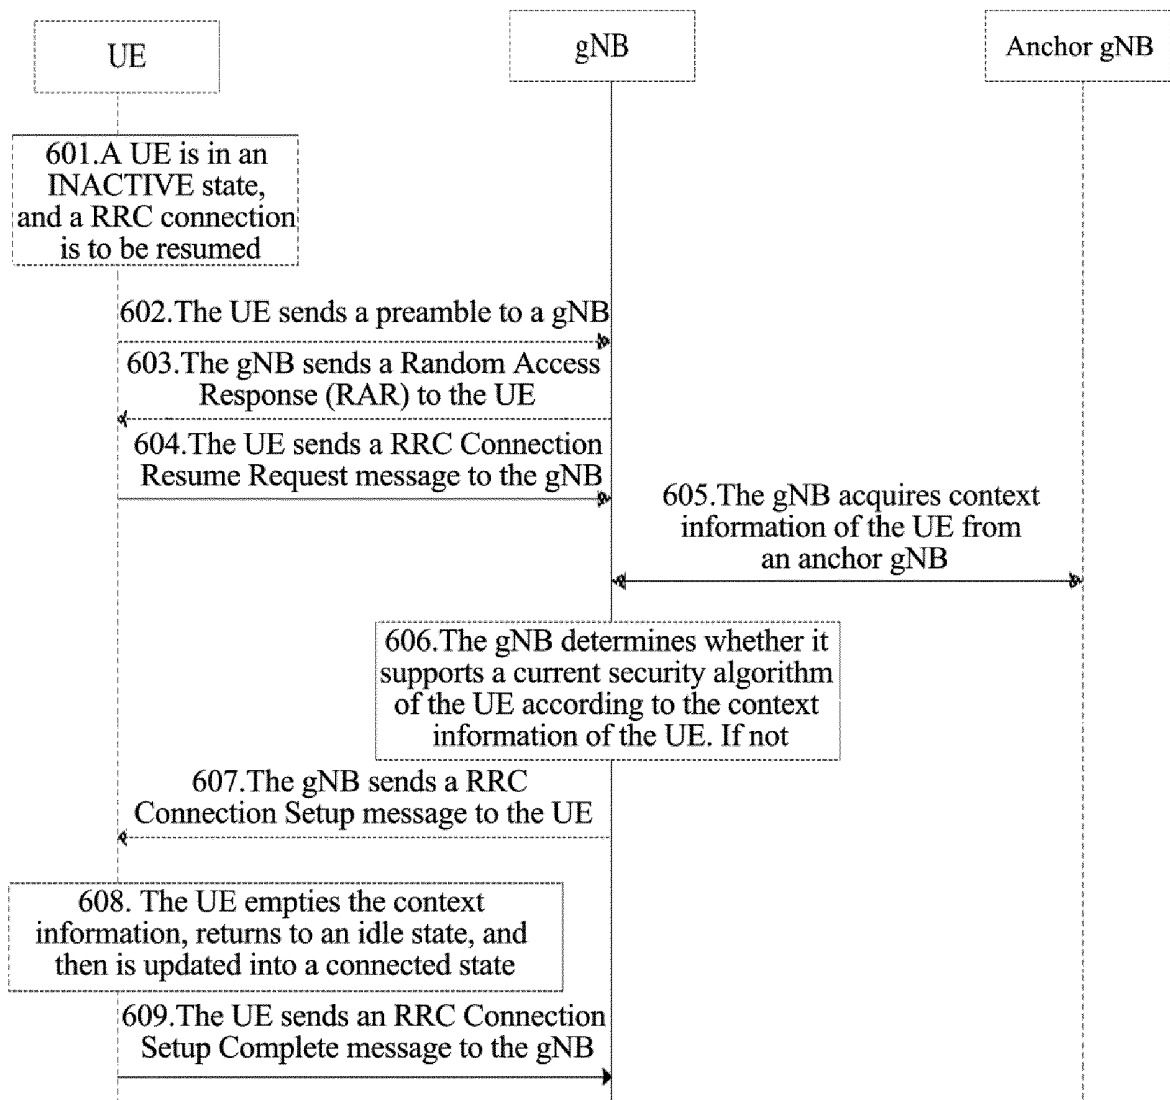 UE
gNB
Anchor gNB
601.A UE is in an
INACTIVE state,
and a RRC connection
is to be resumed
602.The UE sends a preamble to a gNB
603.The gNB sends a Random Access
Response (RAR) to the UE
604.The UE sends a RRC Connection
Resume Request message to the gNB
605.The gNB acquires context
information of the UE from
an anchor gNB
606.The gNB determines whether it
supports a current security algorithm
of the UE according to the context
information of the UE. If not
607.The gNB sends a RRC
Connection Setup message to the UE
608. The UE empties the context
information, returns to an idle state, and
then is updated into a connected state
609.The UE sends an RRC Connection
Setup Complete message to the gNB